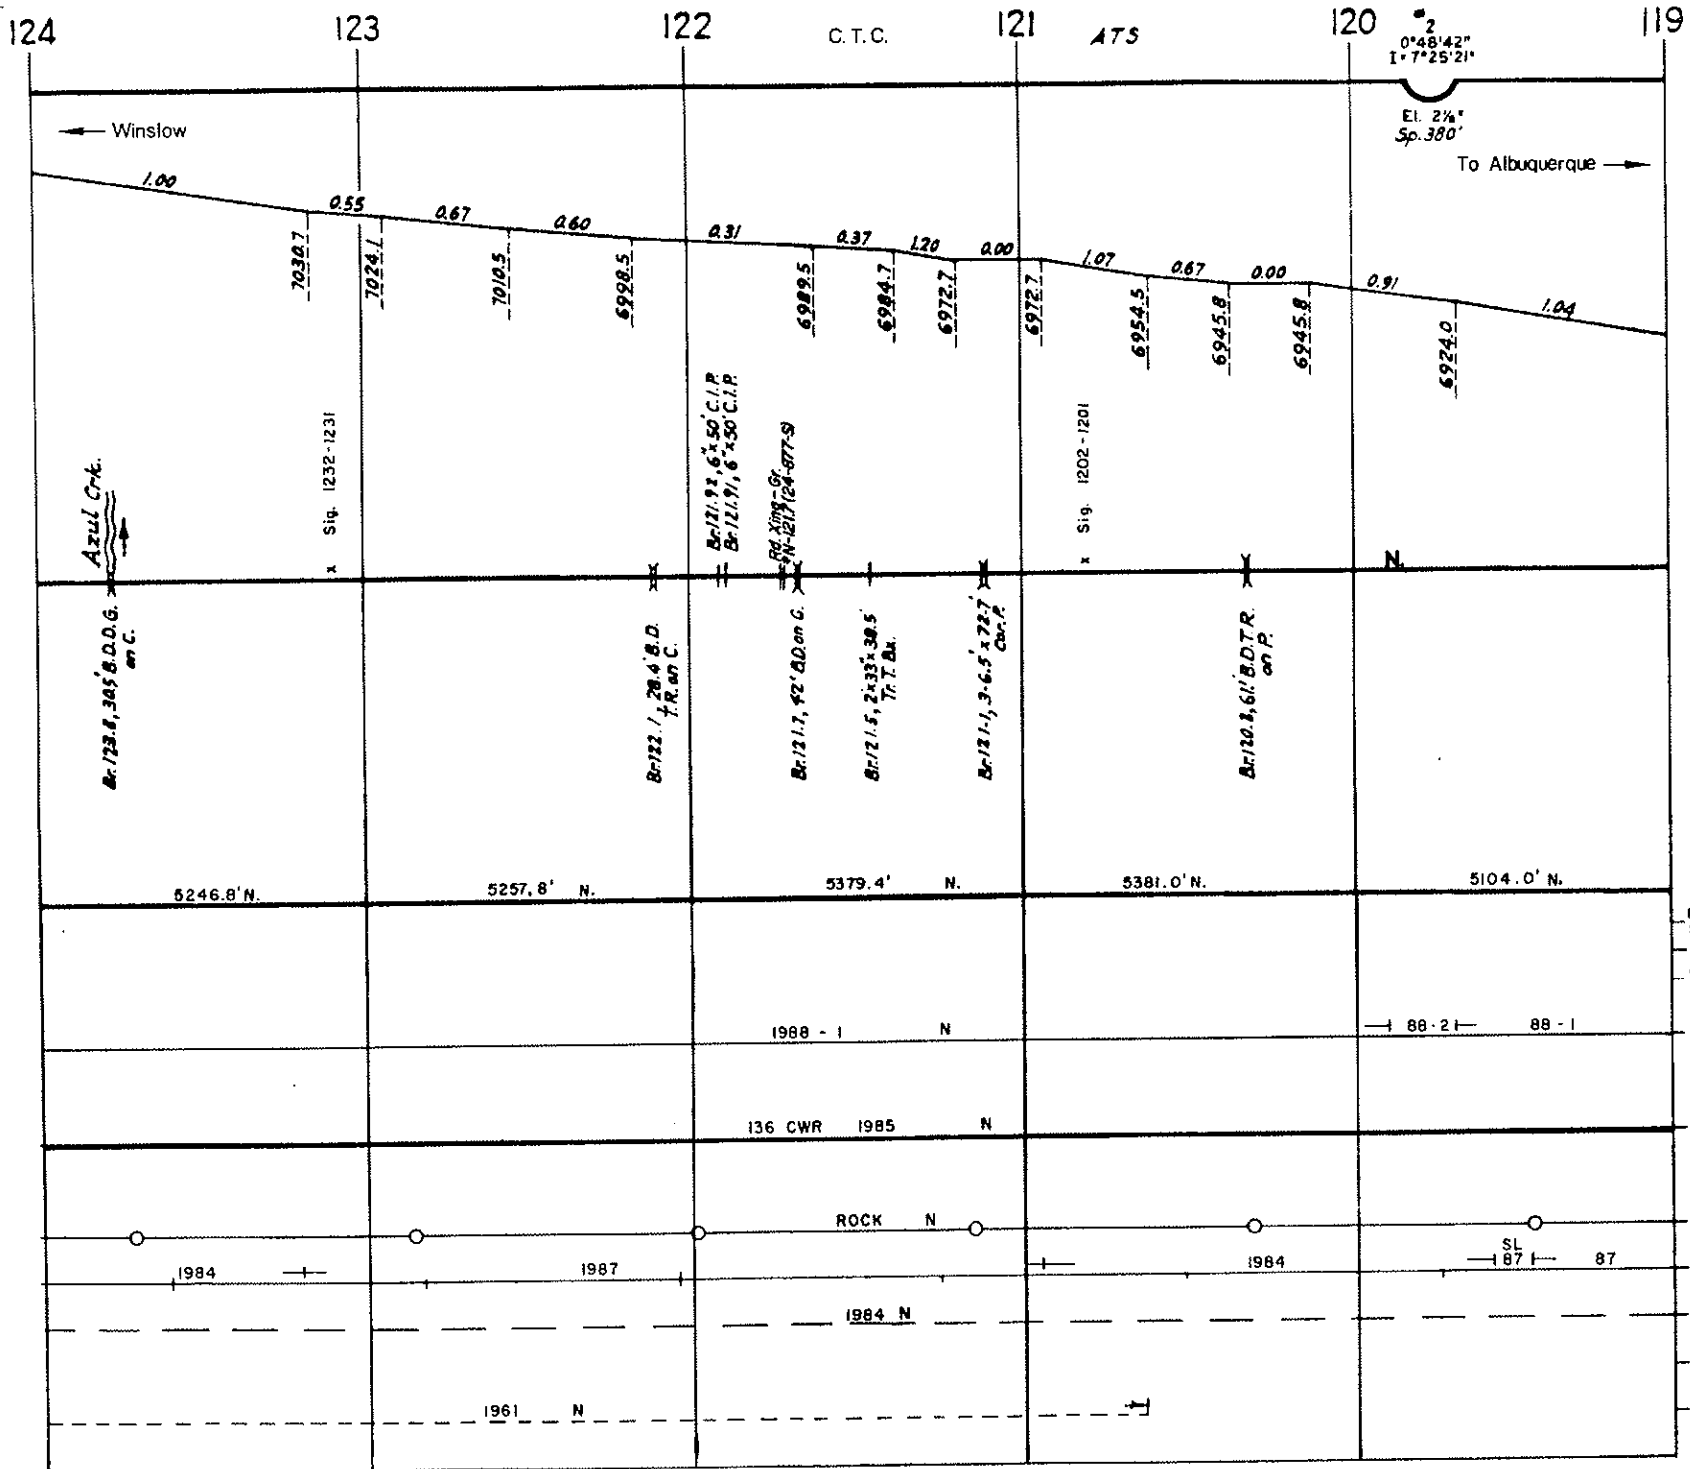 124 123 122 C.T.C. 121 ATS 120 #2 119
0°48'42"
I=7°25'21"
El. 2⅛"
Sp. 380'
← Winslow
To Albuquerque →
1.00 0.55 0.67 0.60 0.31 0.37 1.20 0.00 1.07 0.67 0.00 0.91 1.04
7030.7 7024.1 7010.5 6998.5 6989.5 6984.7 6972.7 6972.7 6954.5 6945.8 6945.8 6924.0
Azul Crk.
x Sig. 1232-1231
Br.121.92, 6"x50' C.I.P.
Br.121.91, 6"x50' C.I.P.
Rd. Xing-Gr.
N-121.7 (24-877-S)
x Sig. 1202-1201
N.
Br.123.8, 30.5' B.D.D.G.
on C.
Br.122.1, 28.4' B.D.
T.R. on C.
Br.121.7, 42' B.D. on G.
Br.121.5, 2'x33"x38.5'
Tr. T. Bx.
Br.121.1, 3-6.5'x72.7'
Cor. P.
Br.120.2, 61' B.D.T.R.
on P.
5246.8' N. 5257.8' N. 5379.4' N. 5381.0' N. 5104.0' N.
1988 - 1 N 88-2 88-1
136 CWR 1985 N
ROCK N
SL
1984 1987 1984 87 87
1984 N
1961 N